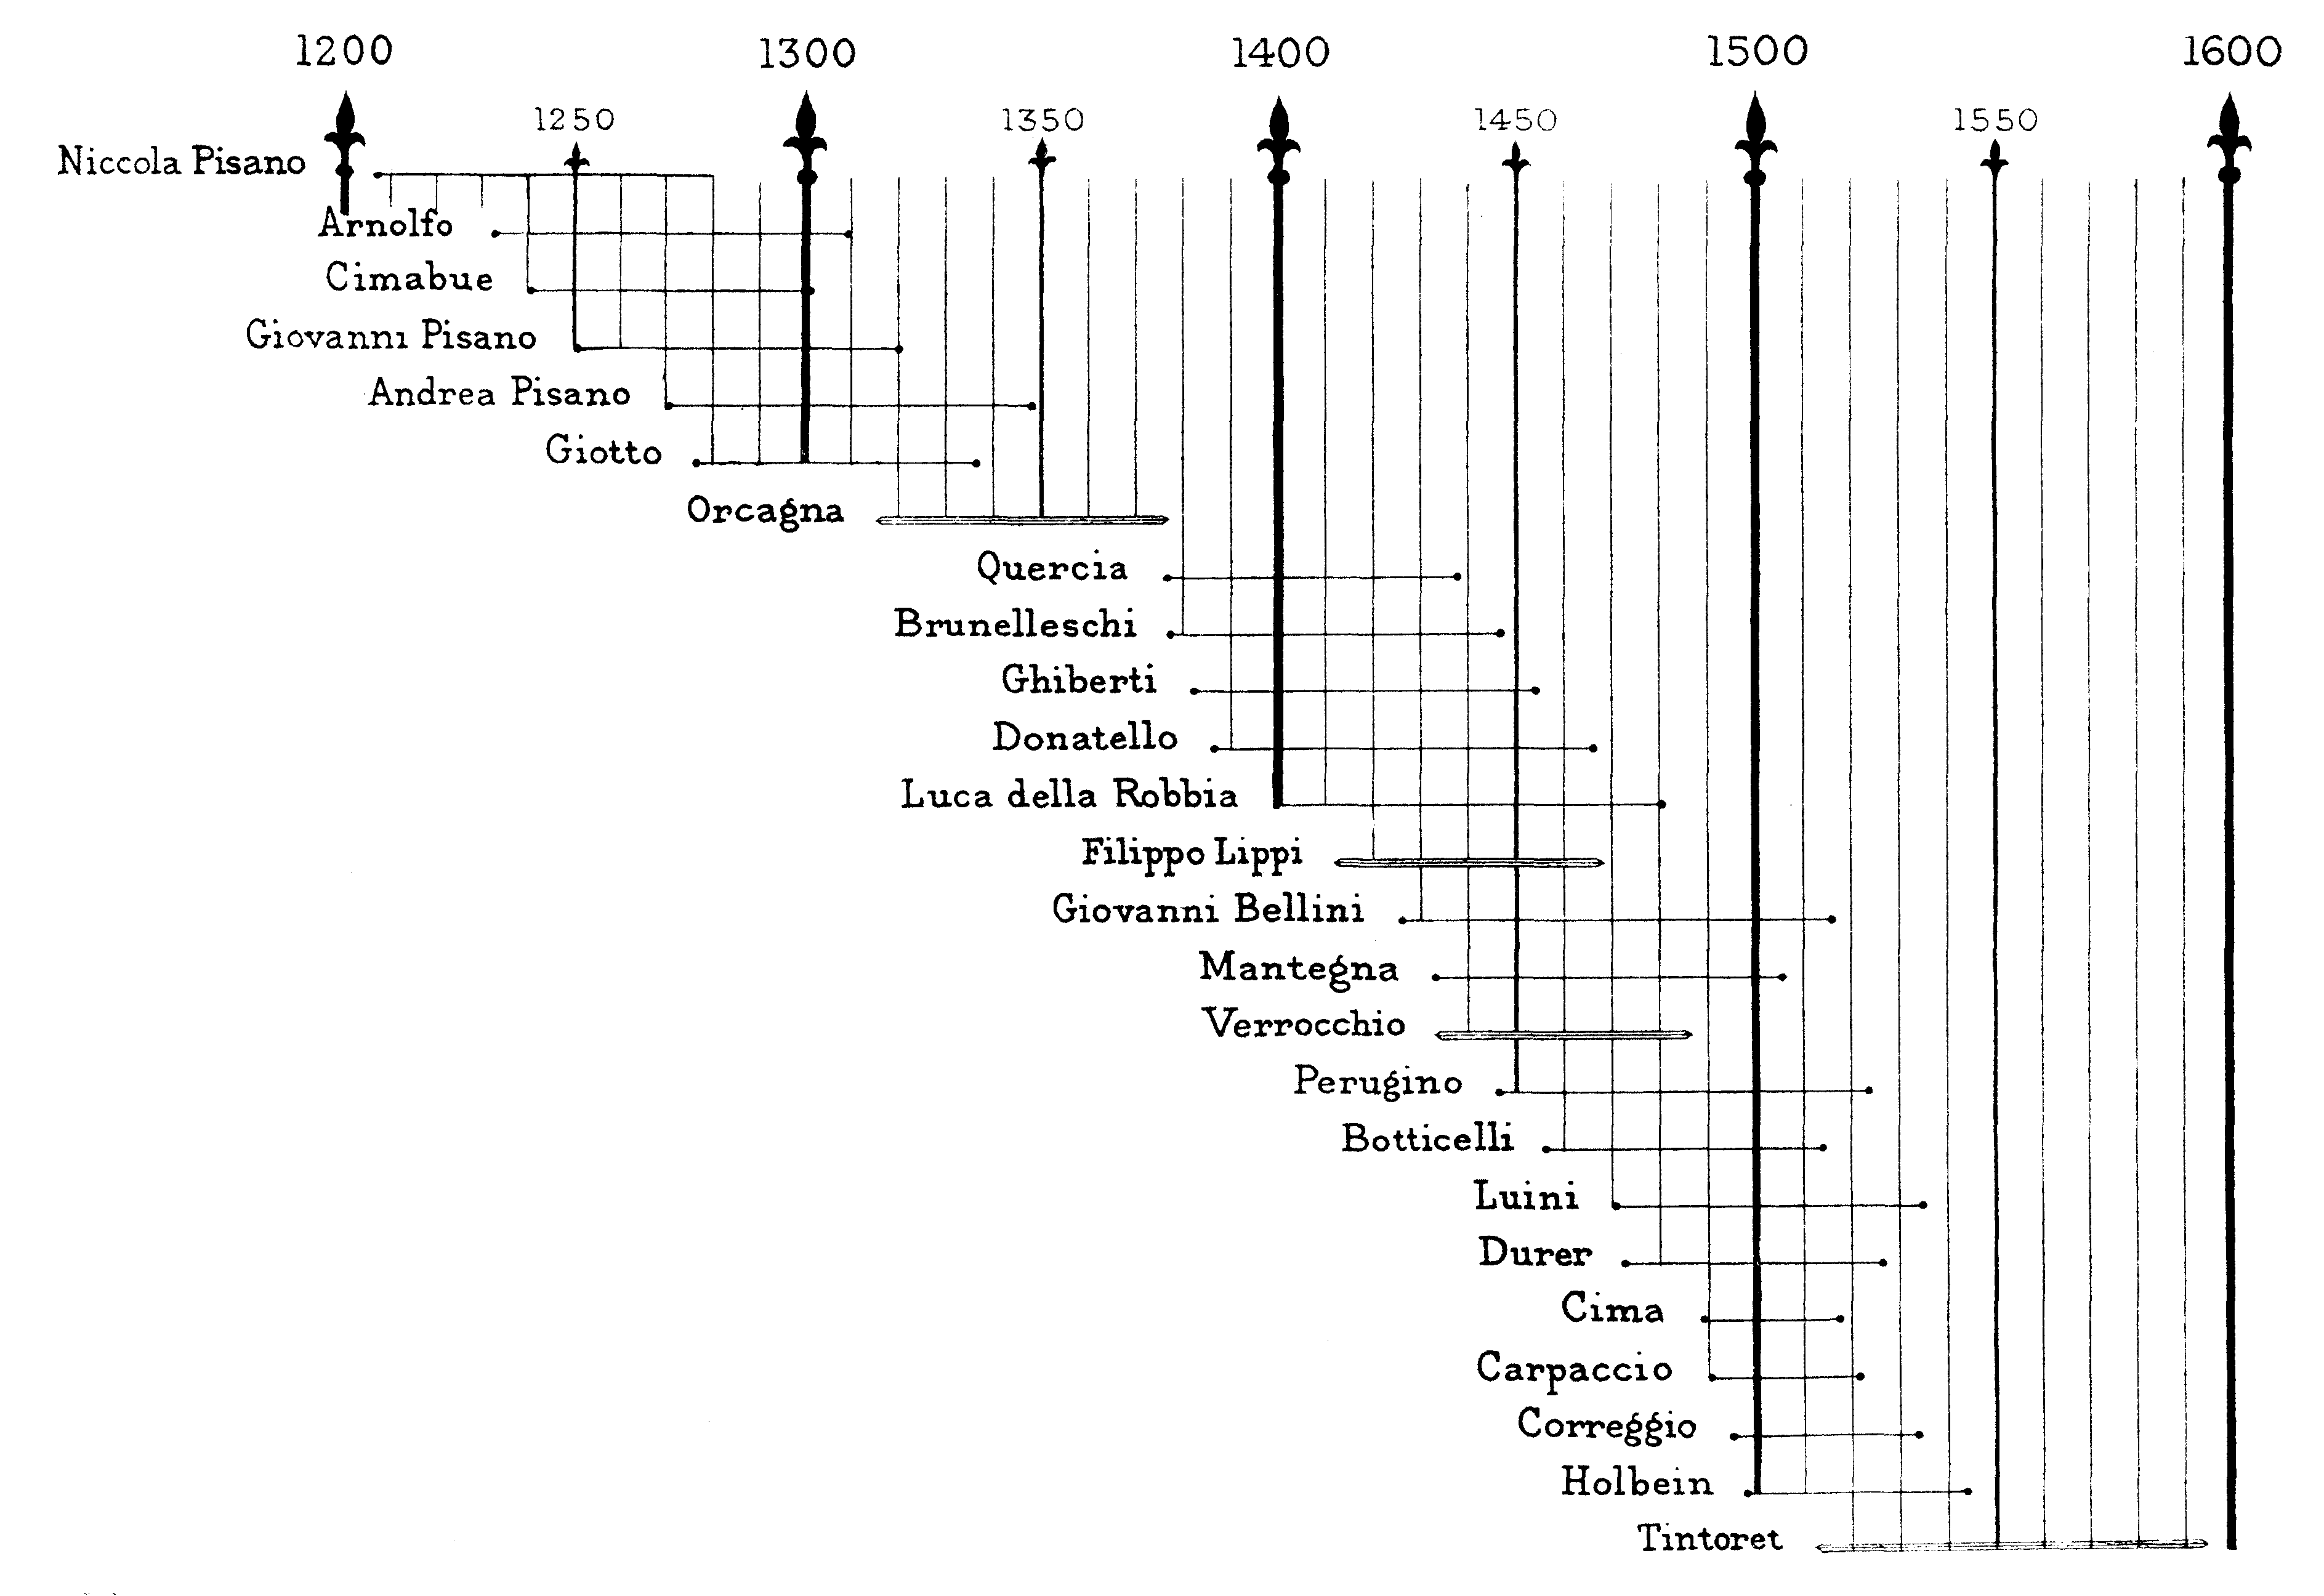 1200 1300 1400 1500 1600
1250 1350 1450 1550
Niccola Pisano
Arnolfo
Cimabue
Giovanni Pisano
Andrea Pisano
Giotto
Orcagna
Quercia
Brunelleschi
Ghiberti
Donatello
Luca della Robbia
Filippo Lippi
Giovanni Bellini
Mantegna
Verrocchio
Perugino
Botticelli
Luini
Durer
Cima
Carpaccio
Correggio
Holbein
Tintoret